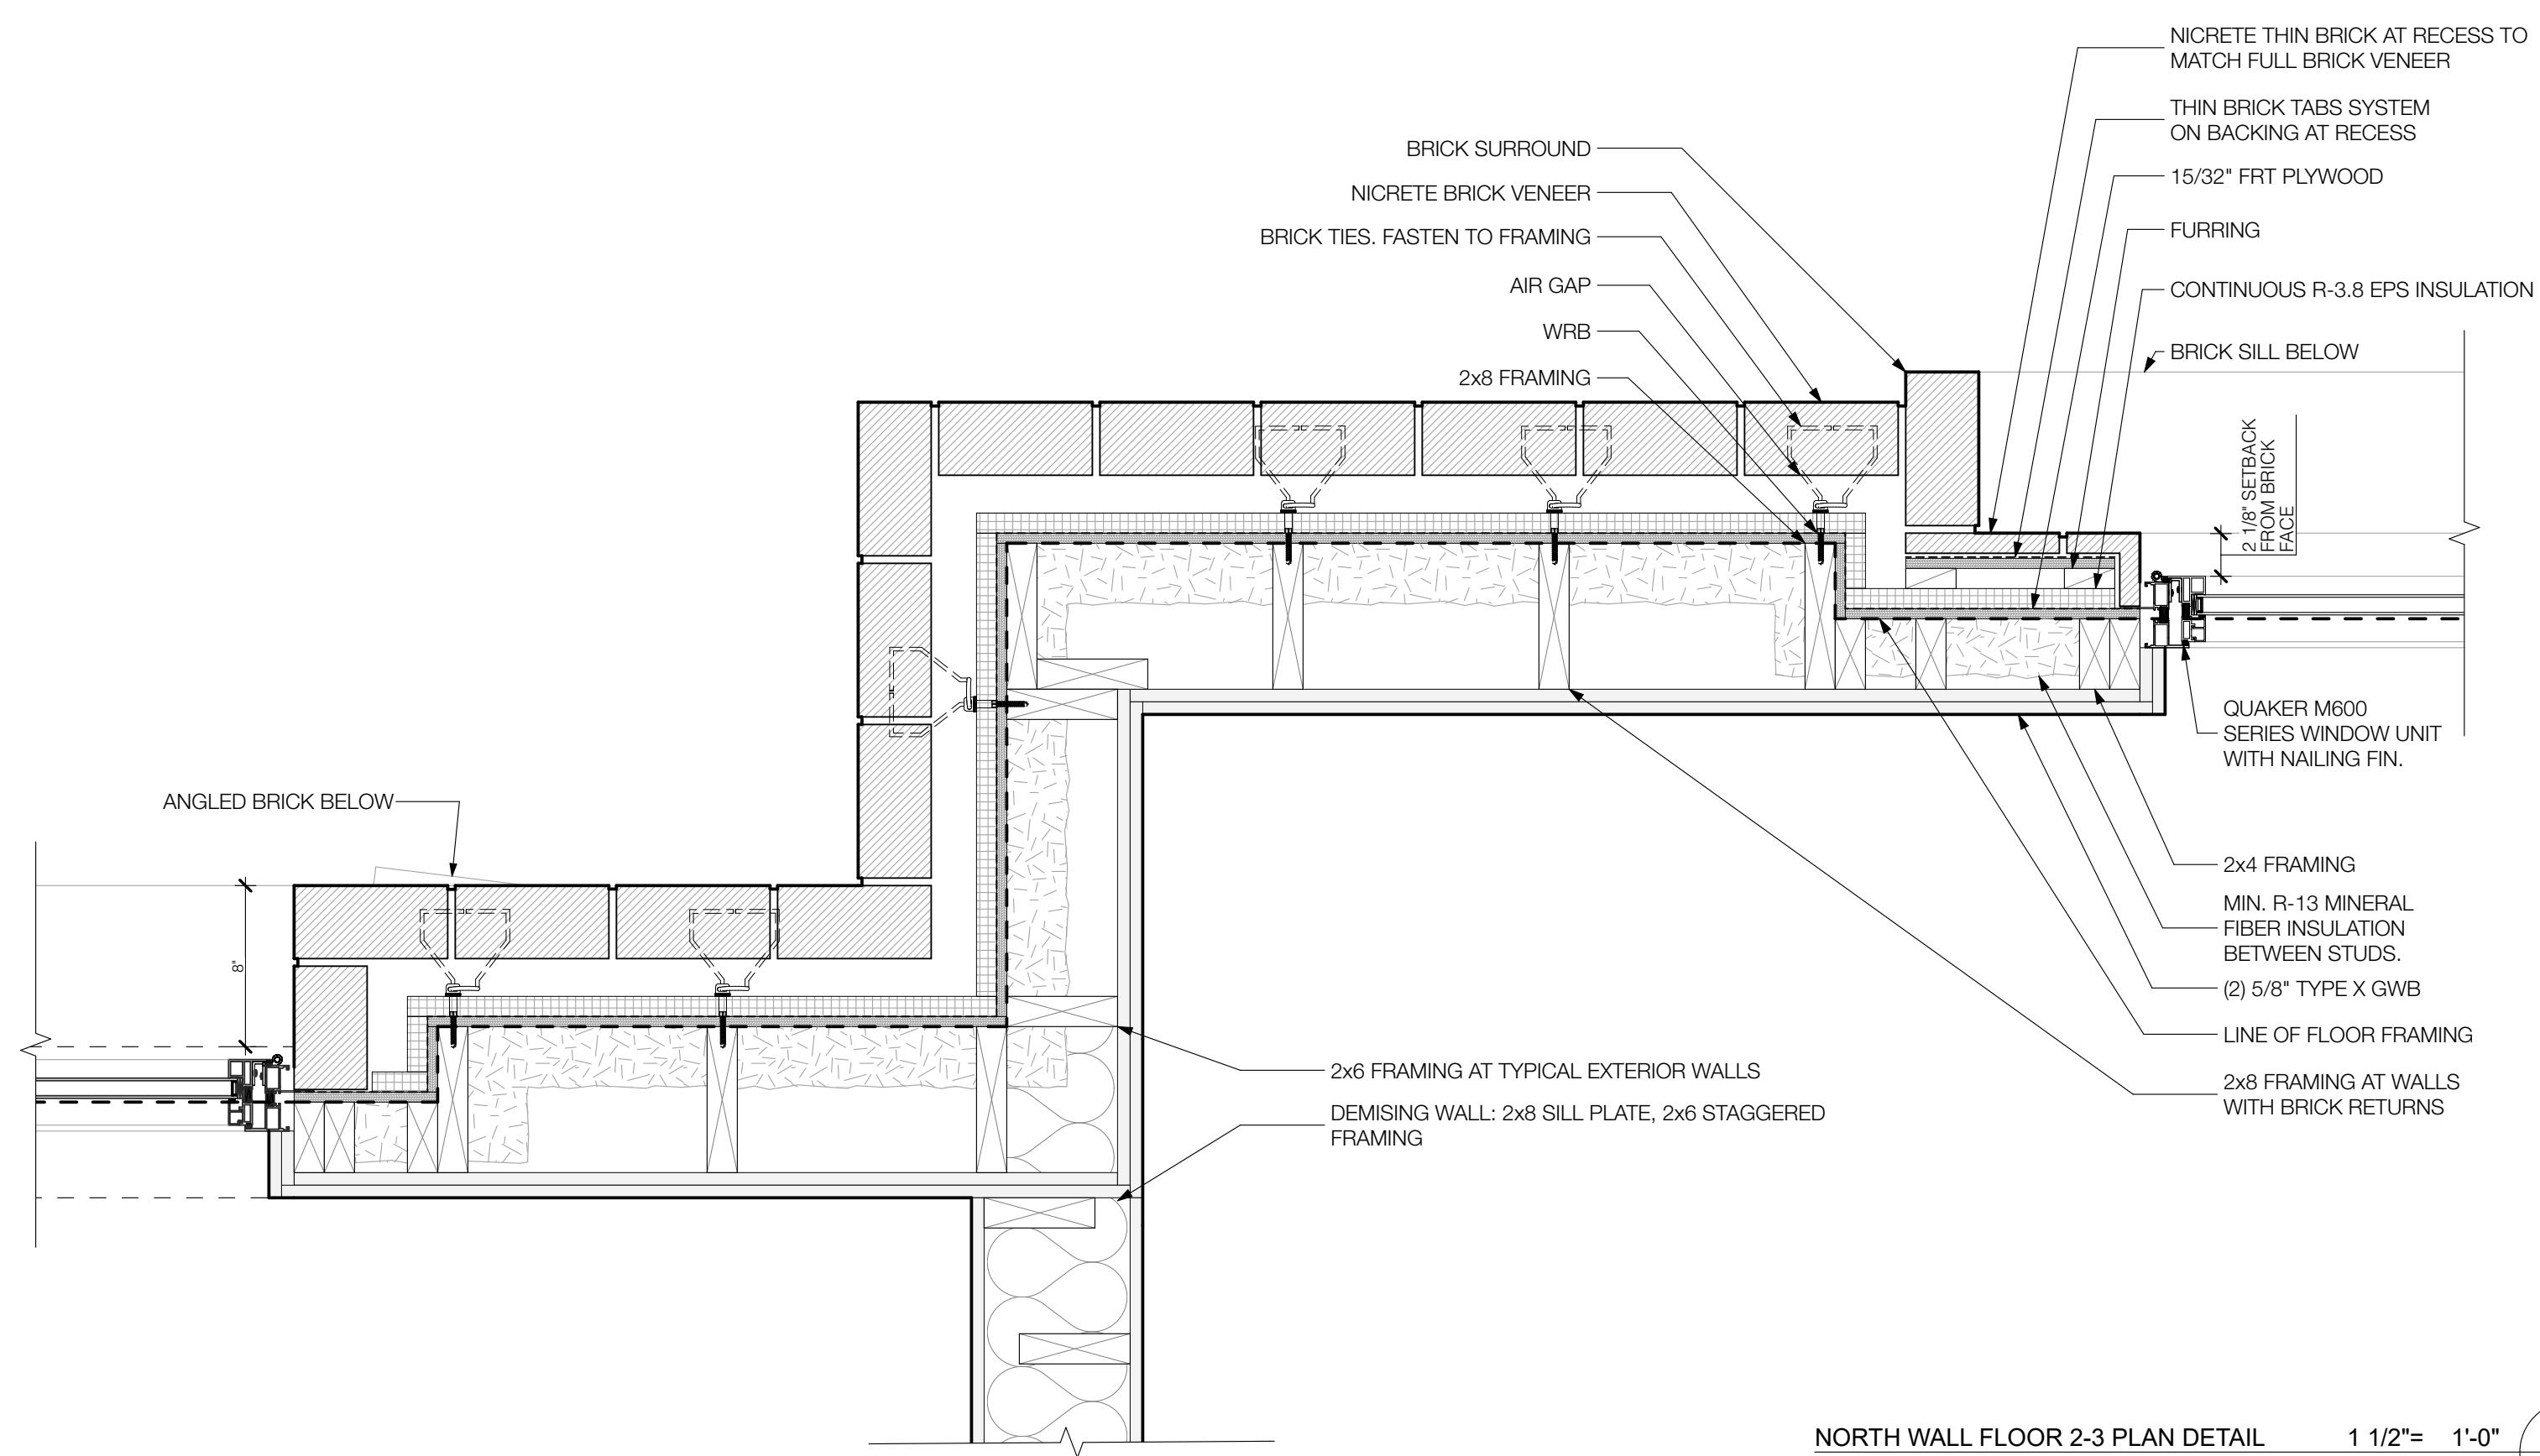 NICRETE THIN BRICK AT RECESS TO
MATCH FULL BRICK VENEER
THIN BRICK TABS SYSTEM
ON BACKING AT RECESS
BRICK SURROUND
15/32" FRT PLYWOOD
NICRETE BRICK VENEER
FURRING
BRICK TIES. FASTEN TO FRAMING
AIR GAP
CONTINUOUS R-3.8 EPS INSULATION
WRB
BRICK SILL BELOW
2x8 FRAMING
2 1/8" SETBACK
FROM BRICK
FACE
QUAKER M600
SERIES WINDOW UNIT
WITH NAILING FIN.
ANGLED BRICK BELOW
2x4 FRAMING
8"
MIN. R-13 MINERAL
FIBER INSULATION
BETWEEN STUDS.
(2) 5/8" TYPE X GWB
LINE OF FLOOR FRAMING
2x6 FRAMING AT TYPICAL EXTERIOR WALLS
2x8 FRAMING AT WALLS
WITH BRICK RETURNS
DEMISING WALL: 2x8 SILL PLATE, 2x6 STAGGERED
FRAMING
NORTH WALL FLOOR 2-3 PLAN DETAIL 1 1/2"= 1'-0"